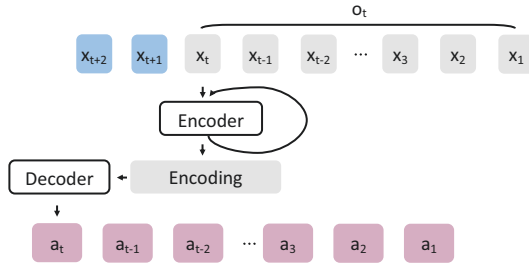 o_t
x_{t+2} x_{t+1} x_t x_{t-1} x_{t-2} ... x_3 x_2 x_1
Encoder
Decoder Encoding
a_t a_{t-1} a_{t-2} ... a_3 a_2 a_1